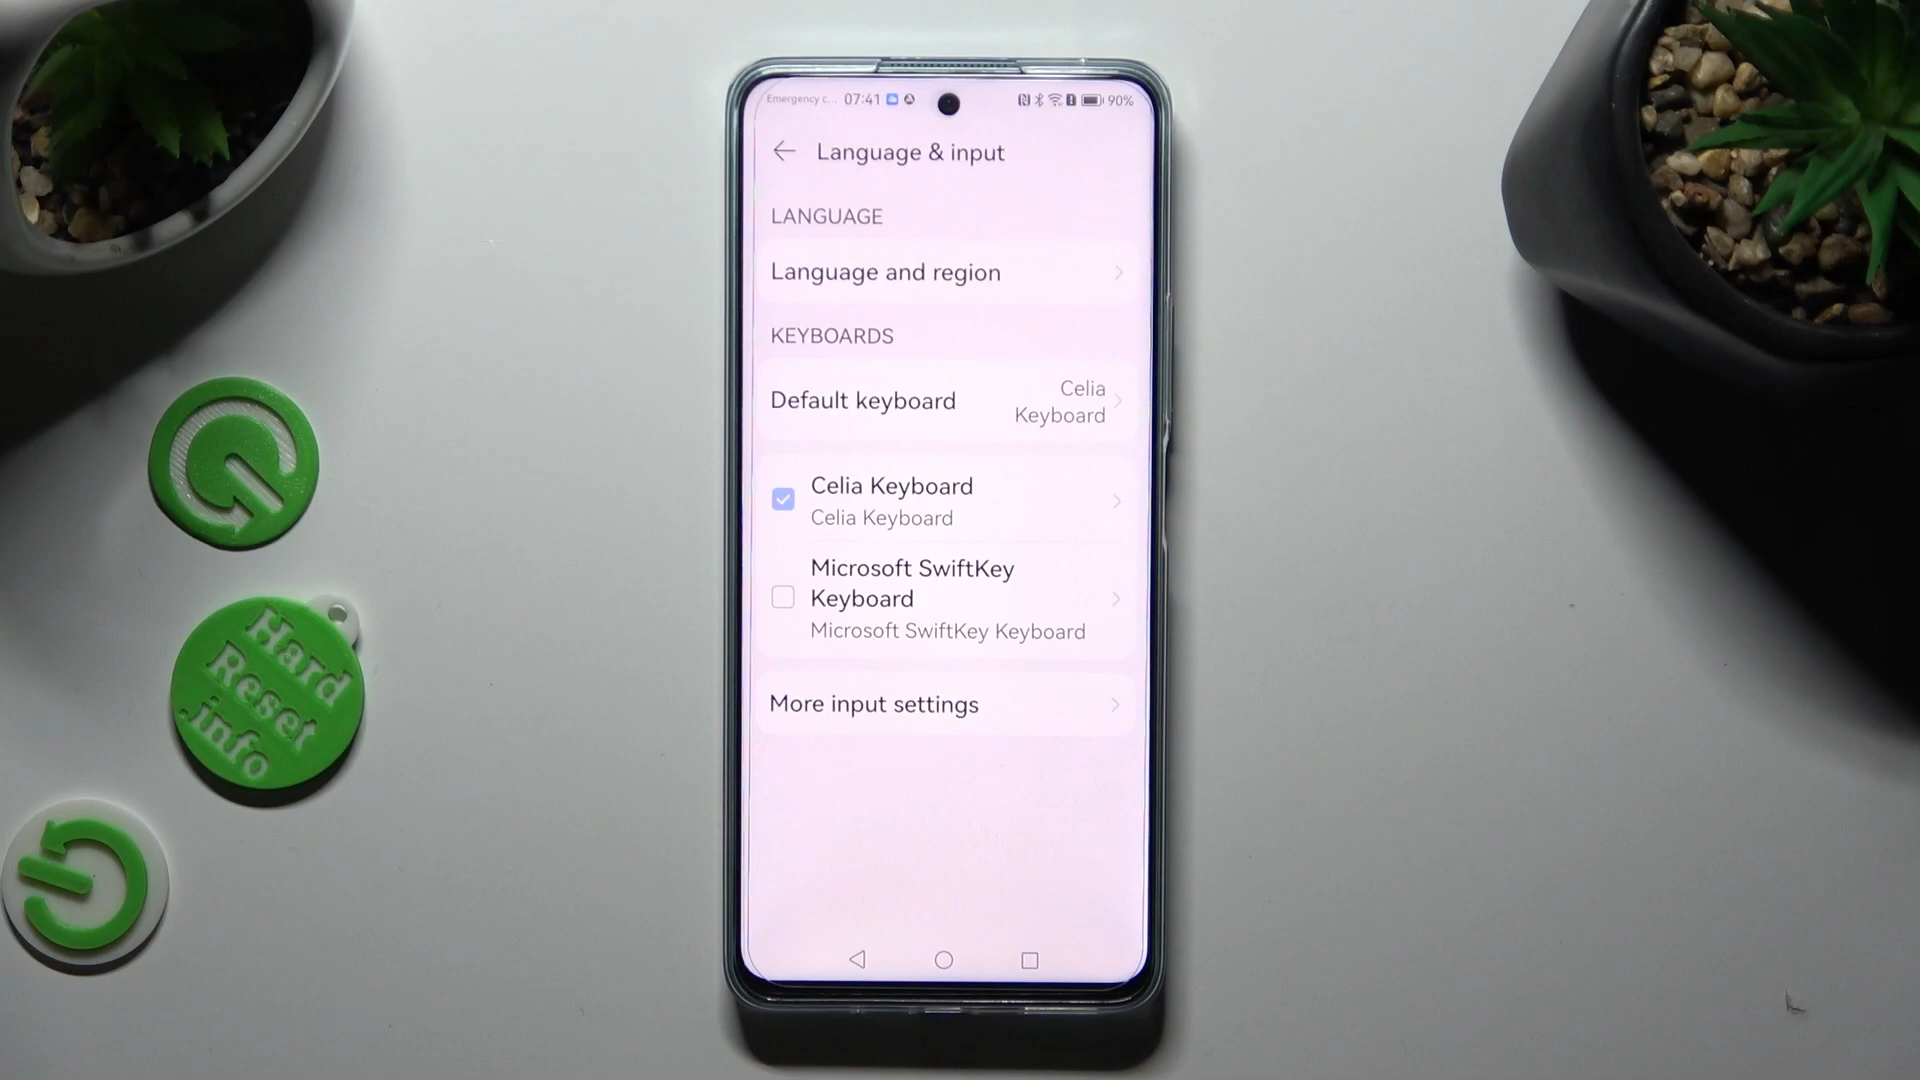 Emergency c... 07:41 90%
Language & input
LANGUAGE
Language and region
KEYBOARDS
Default keyboard
Celia
Keyboard
Celia Keyboard
Celia Keyboard
Microsoft SwiftKey
Keyboard
Microsoft SwiftKey Keyboard
More input settings
Hard
Reset
.info